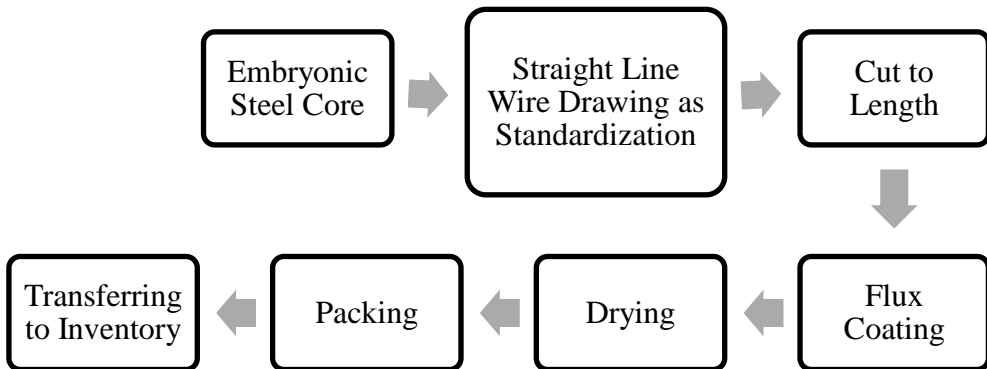 Embryonic
Steel Core
Straight Line
Wire Drawing as
Standardization
Cut to
Length
Flux
Coating
Drying
Packing
Transferring
to Inventory